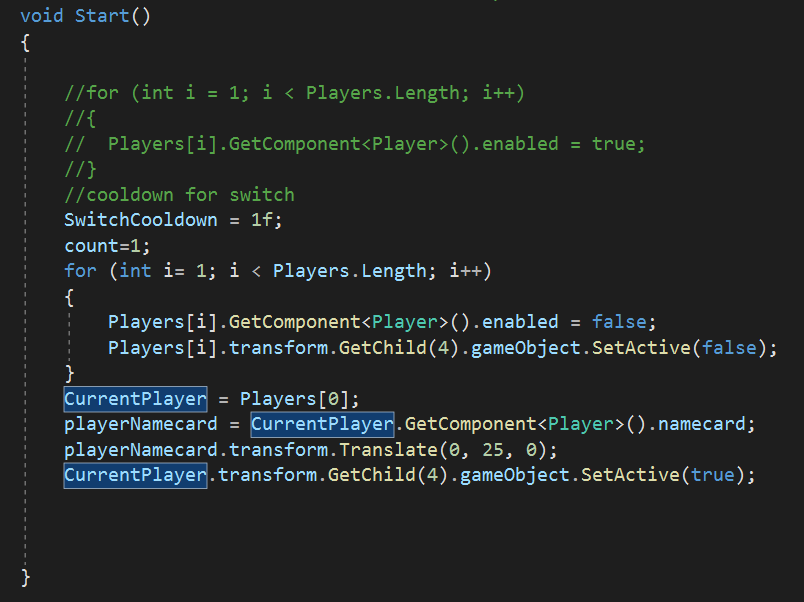 void Start()
{
//for (int i = 1; i < Players.Length; i++)
//{
//  Players[i].GetComponent<Player>().enabled = true;
//}
//cooldown for switch
SwitchCooldown = 1f;
count=1;
for (int i= 1; i < Players.Length; i++)
{
Players[i].GetComponent<Player>().enabled = false;
Players[i].transform.GetChild(4).gameObject.SetActive(false);
}
CurrentPlayer = Players[0];
playerNamecard = CurrentPlayer.GetComponent<Player>().namecard;
playerNamecard.transform.Translate(0, 25, 0);
CurrentPlayer.transform.GetChild(4).gameObject.SetActive(true);
}